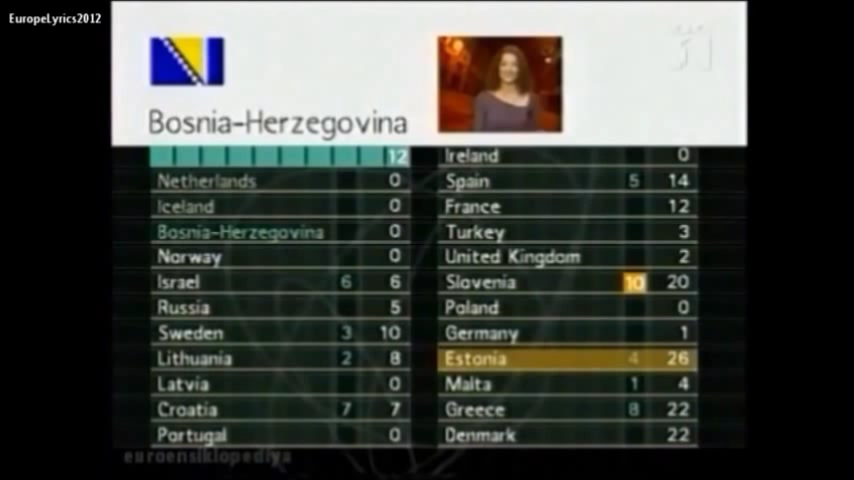 EuropeLyrics2012
Bosnia-Herzegovina
12
Netherlands 0
Iceland 0
Bosnia-Herzegovina 0
Norway 0
Israel 6 6
Russia 5
Sweden 3 10
Lithuania 2 8
Latvia 0
Croatia 7 7
Portugal 0
Ireland 0
Spain 5 14
France 12
Turkey 3
United Kingdom 2
Slovenia 10 20
Poland 0
Germany 1
Estonia 4 26
Malta 1 4
Greece 8 22
Denmark 22
euroensiklopediya